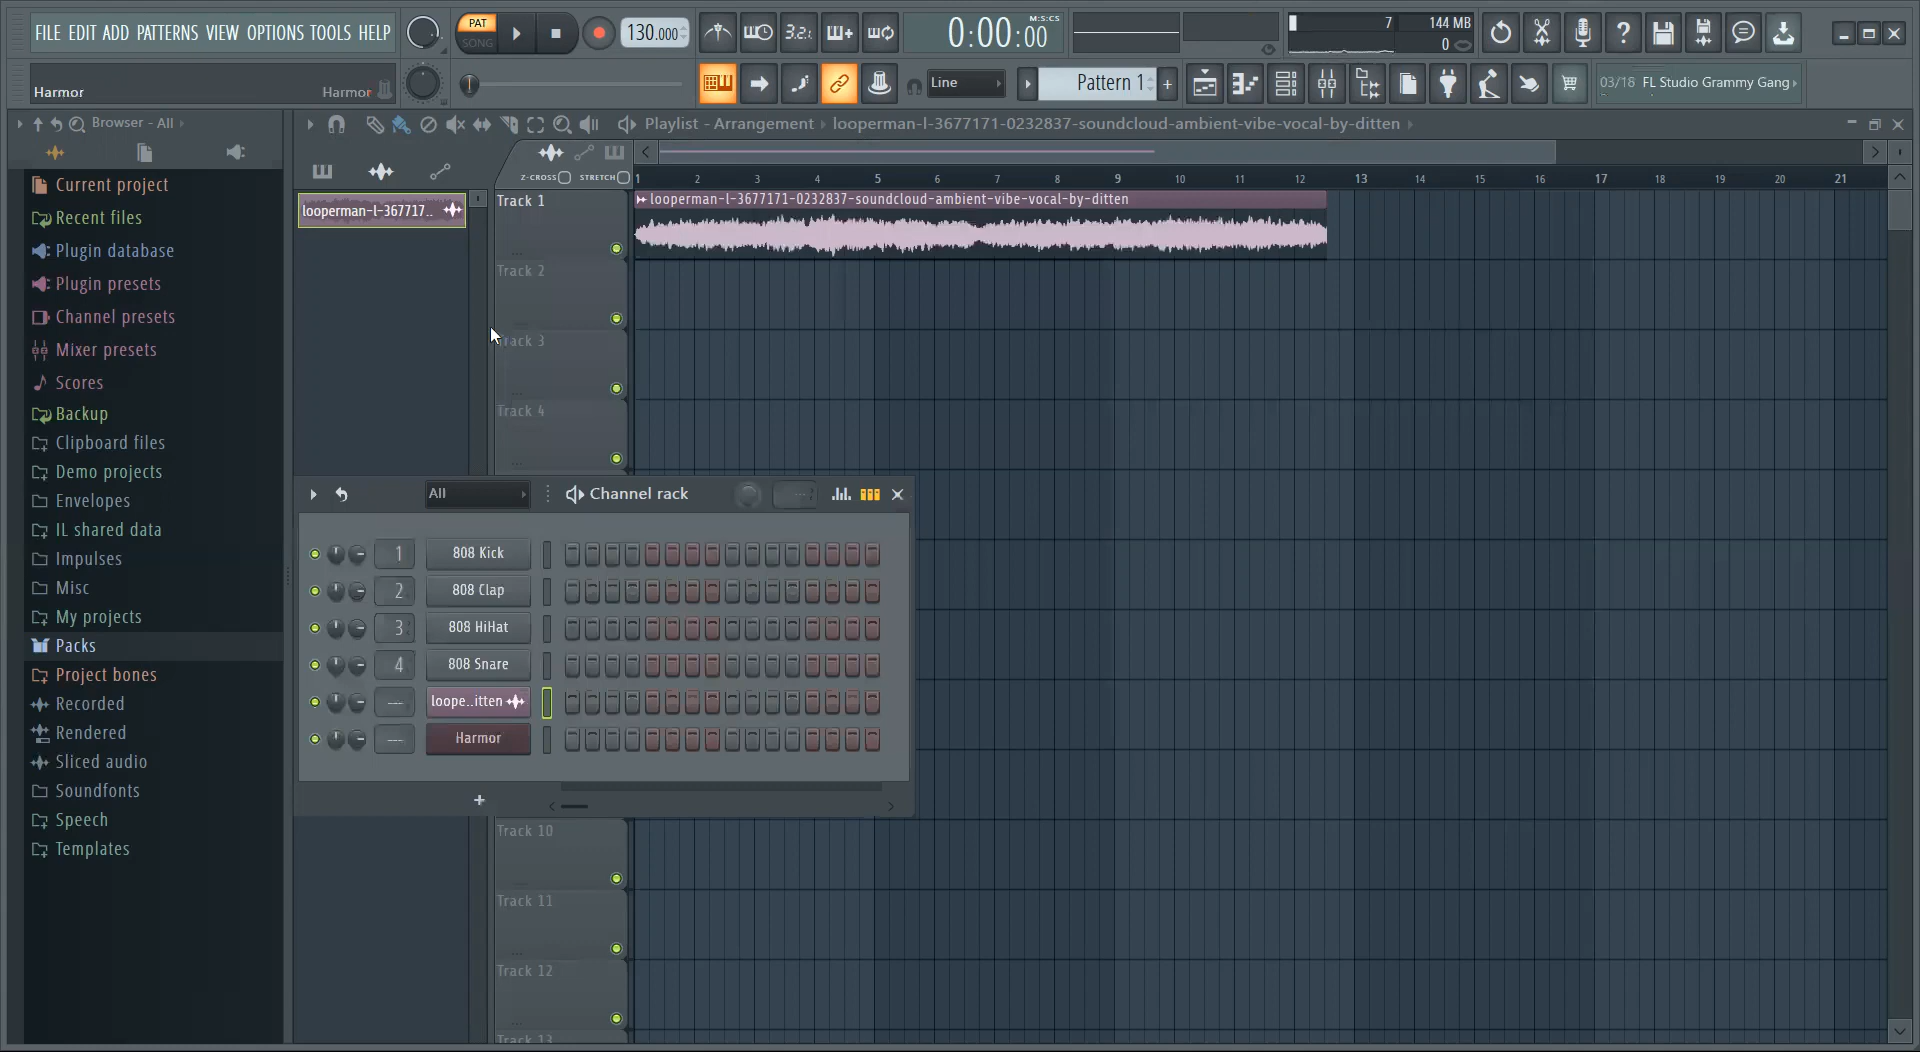 FILE EDIT ADD PATTERNS VIEW OPTIONS TOOLS HELP
PAT
SONG
130.000
3.2.
M:S:CS
0:00:00
7
144 MB
0
Harmor
Harmor
Line
Pattern 1
+
03/18 FL Studio Grammy Gang
Browser - All
Playlist - Arrangement › looperman-l-3677171-0232837-soundcloud-ambient-vibe-vocal-by-ditten
Z-CROSS
STRETCH
1 2 3 4 5 6 7 8 9 10 11 12 13 14 15 16 17 18 19 20 21
Current project
Recent files
Plugin database
Plugin presets
Channel presets
Mixer presets
Scores
Backup
Clipboard files
Demo projects
Envelopes
IL shared data
Impulses
Misc
My projects
Packs
Project bones
Recorded
Rendered
Sliced audio
Soundfonts
Speech
Templates
looperman-l-367717..
Track 1
looperman-l-3677171-0232837-soundcloud-ambient-vibe-vocal-by-ditten
Track 2
Track 3
Track 4
All
Channel rack
1
808 Kick
2
808 Clap
3
808 HiHat
4
808 Snare
---
loope..itten
---
Harmor
+
Track 10
Track 11
Track 12
Track 13